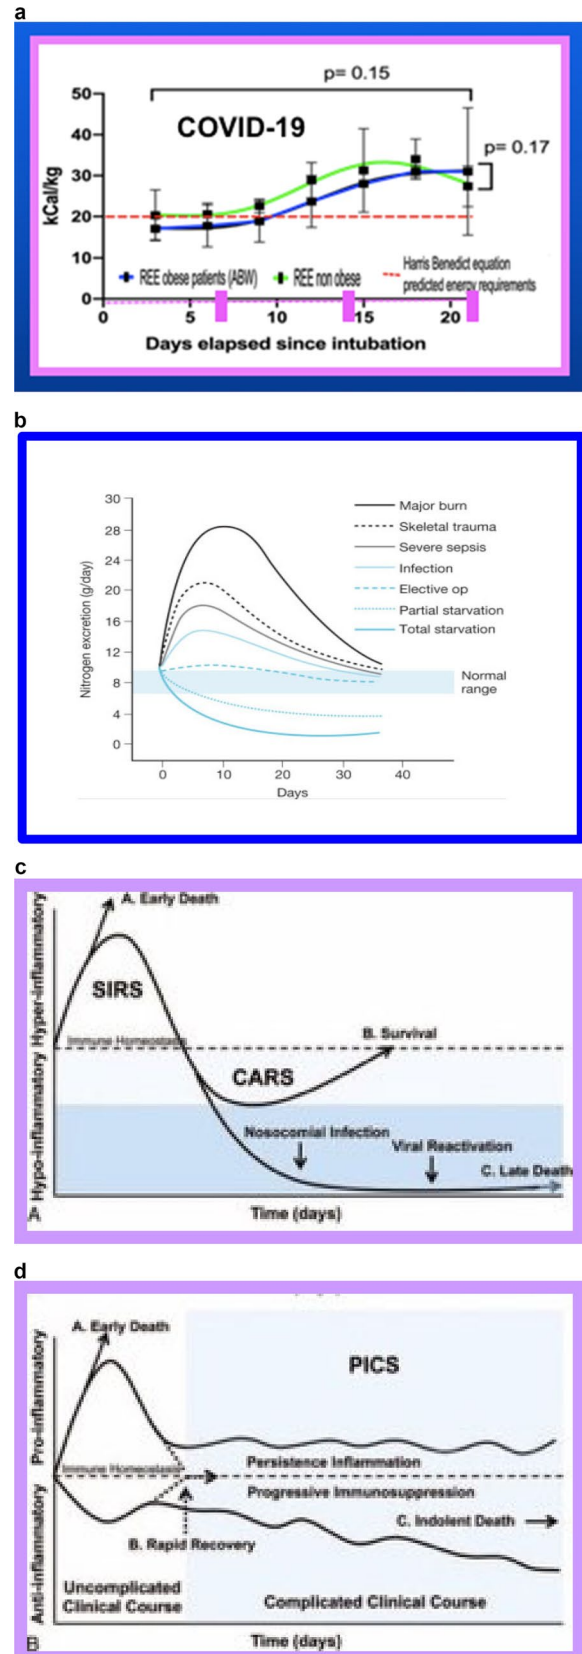 a
p= 0.15
50
COVID-19
40
p= 0.17
30
kCal/kg
20
10
REE obese patients (ABW)
REE non obese
Harris Benedict equation
predicted energy requirements
0
0 5 10 15 20
Days elapsed since intubation
b
30
28
24
20
16
12
8
4
0
Nitrogen excretion (g/day)
Major burn
Skeletal trauma
Severe sepsis
Infection
Elective op
Partial starvation
Total starvation
Normal
range
0 10 20 30 40
Days
c
A. Early Death
Hyper-inflammatory
SIRS
Immune Homeostasis
B. Survival
CARS
Hypo-inflammatory
Nosocomial Infection
Viral Reactivation
C. Late Death
A
Time (days)
d
A. Early Death
PICS
Pro-inflammatory
Immune Homeostasis
Persistence Inflammation
Progressive Immunosuppression
Anti-inflammatory
C. Indolent Death
B. Rapid Recovery
Uncomplicated
Clinical Course
Complicated Clinical Course
B
Time (days)